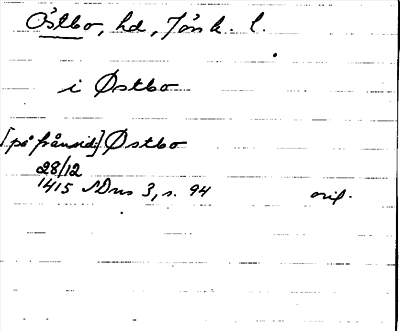 Östbo, hd, Jönk. l.
i Østbo
[på frånsid.] Østbo
28/12
1415 SDns 3, s. 94 orig.